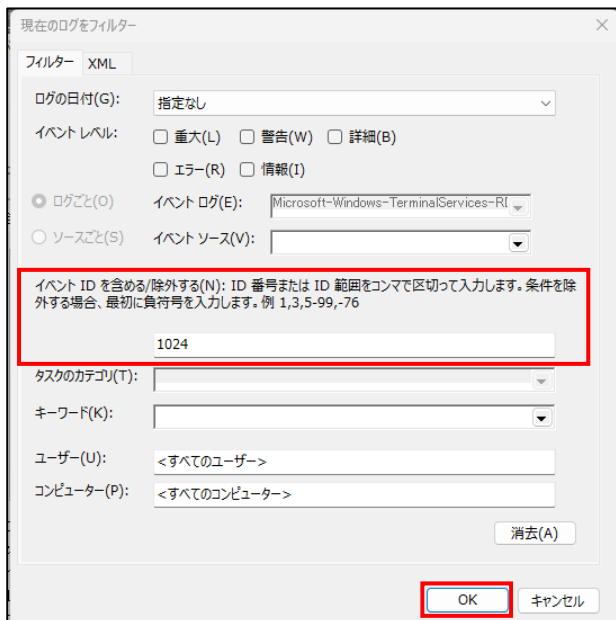 現在のログをフィルター
フィルター XML
ログの日付(G): 指定なし
イベント レベル: 重大(L) 警告(W) 詳細(B)
エラー(R) 情報(I)
ログごと(O) イベント ログ(E): Microsoft-Windows-TerminalServices-RI
ソースごと(S) イベント ソース(V):
イベント ID を含める/除外する(N): ID 番号または ID 範囲をコンマで区切って入力します。条件を除
外する場合、最初に負符号を入力します。例 1,3,5-99,-76
1024
タスクのカテゴリ(T):
キーワード(K):
ユーザー(U): <すべてのユーザー>
コンピューター(P): <すべてのコンピューター>
消去(A)
OK キャンセル